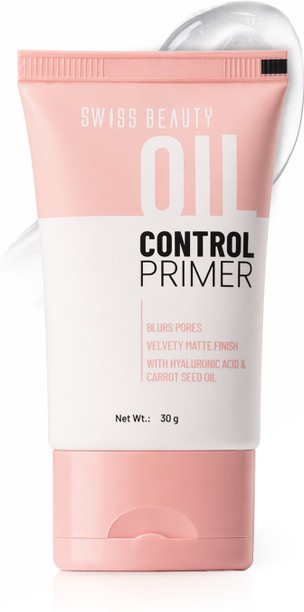 SWISS BEAUTY
OIL
CONTROL
PRIMER
BLURS PORES
VELVETY MATTE FINISH
WITH HYALURONIC ACID &
CARROT SEED OIL
Net Wt.: 30 g